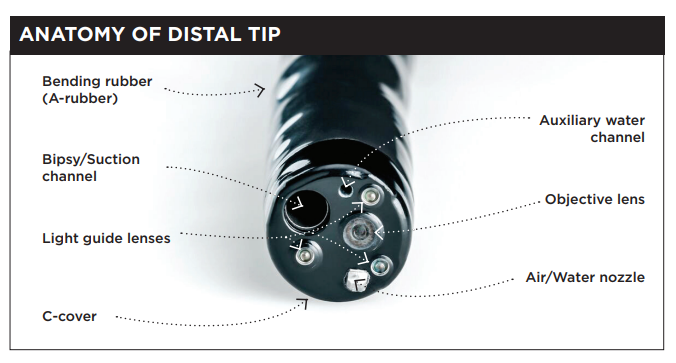 ANATOMY OF DISTAL TIP
Bending rubber
(A-rubber)
Auxiliary water
channel
Bipsy/Suction
channel
Objective lens
Light guide lenses
Air/Water nozzle
C-cover